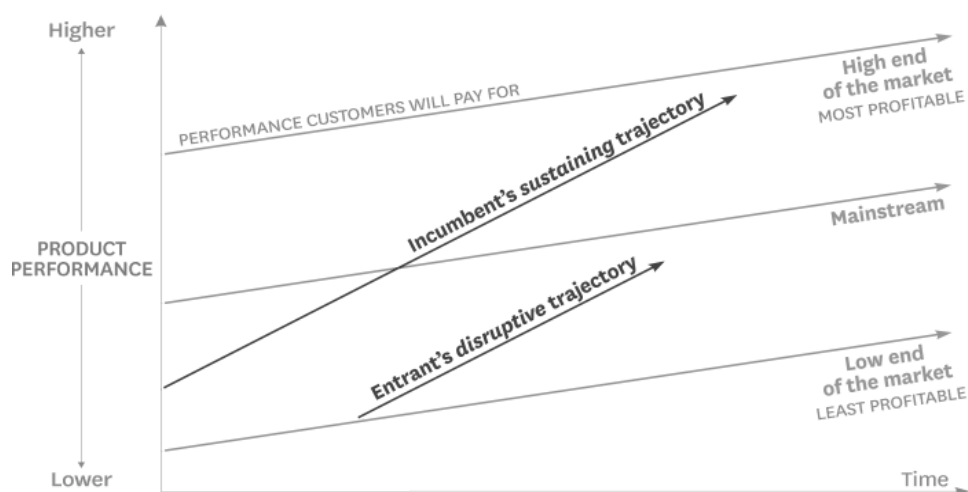 Higher
PERFORMANCE CUSTOMERS WILL PAY FOR
High end
of the market
MOST PROFITABLE
Incumbent’s sustaining trajectory
Mainstream
PRODUCT
PERFORMANCE
Entrant’s disruptive trajectory
Low end
of the market
LEAST PROFITABLE
Lower
Time